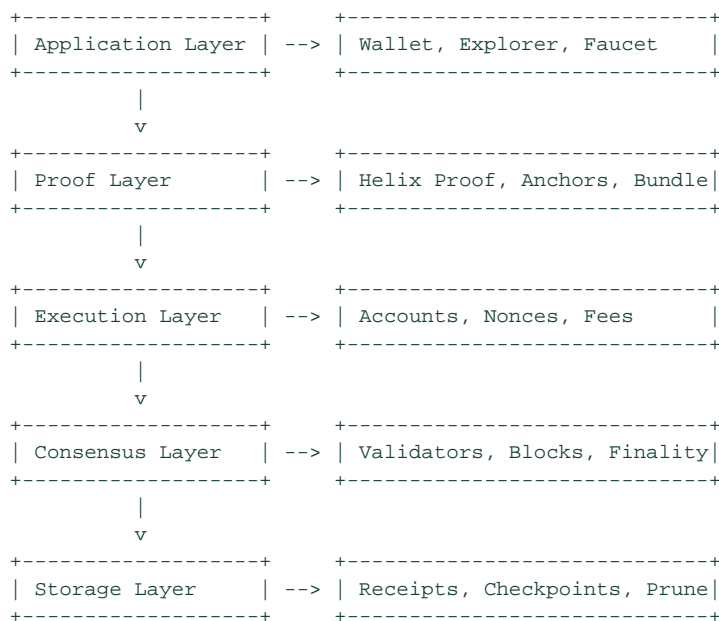 Application Layer --> Wallet, Explorer, Faucet
Proof Layer --> Helix Proof, Anchors, Bundle
Execution Layer --> Accounts, Nonces, Fees
Consensus Layer --> Validators, Blocks, Finality
Storage Layer --> Receipts, Checkpoints, Prune